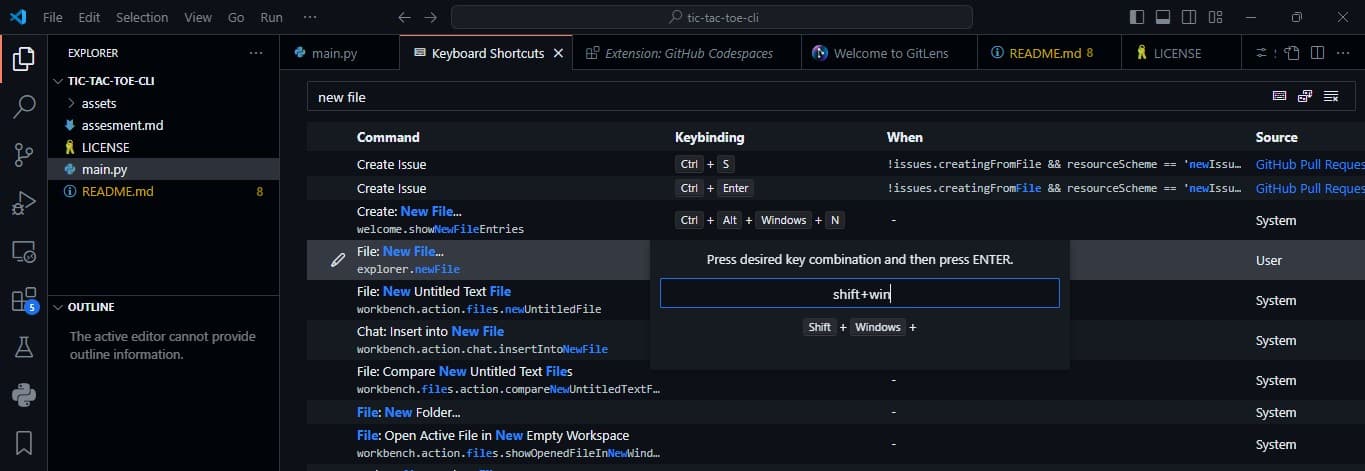 File Edit Selection View Go Run ··· tic-tac-toe-cli
EXPLORER ···
main.py Keyboard Shortcuts Extension: GitHub Codespaces Welcome to GitLens README.md 8 LICENSE
TIC-TAC-TOE-CLI
assets
assesment.md
LICENSE
main.py
README.md 8
OUTLINE
The active editor cannot provide
outline information.
5
new file
Command Keybinding When Source
Create Issue Ctrl + S !issues.creatingFromFile && resourceScheme == 'newIssu… GitHub Pull Reques
Create Issue Ctrl + Enter !issues.creatingFromFile && resourceScheme == 'newIssu… GitHub Pull Reques
Create: New File... Ctrl + Alt + Windows + N - System
welcome.showNewFileEntries
File: New File... User
explorer.newFile
File: New Untitled Text File System
workbench.action.files.newUntitledFile
Chat: Insert into New File System
workbench.action.chat.insertIntoNewFile
File: Compare New Untitled Text Files - System
workbench.files.action.compareNewUntitledTextF…
File: New Folder... - System
File: Open Active File in New Empty Workspace - System
workbench.action.files.showOpenedFileInNewWind…
Press desired key combination and then press ENTER.
shift+win
Shift + Windows +